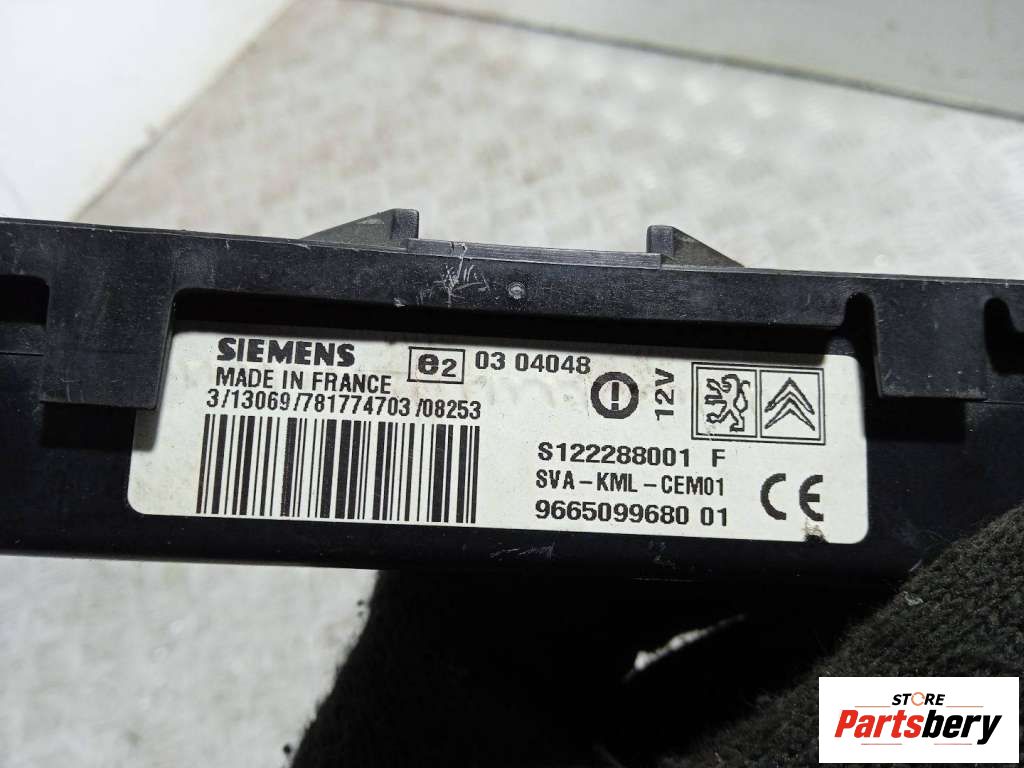 SIEMENS
MADE IN FRANCE
e2 03 04048
3/13069/781774703/08253
12V
S122288001 F
SVA-KML-CEM01
9665099680 01
CE
STORE
Partsbery